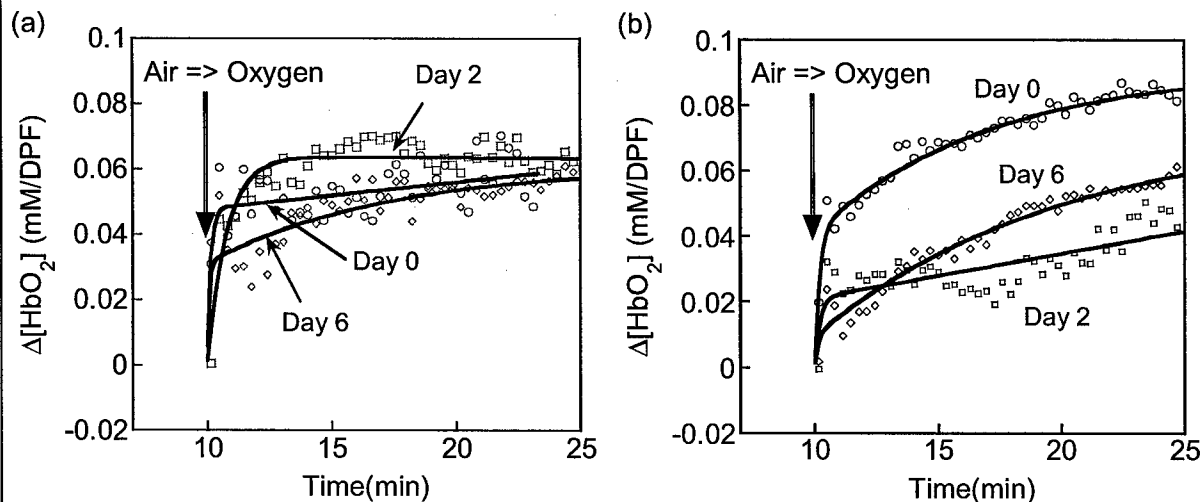 (a)
0.1
0.08
0.06
0.04
0.02
0
-0.02
Δ[HbO₂] (mM/DPF)
Air => Oxygen
Day 2
Day 0
Day 6
10
15
20
25
Time(min)
(b)
0.1
0.08
0.06
0.04
0.02
0
-0.02
Δ[HbO₂] (mM/DPF)
Air => Oxygen
Day 0
Day 6
Day 2
10
15
20
25
Time(min)